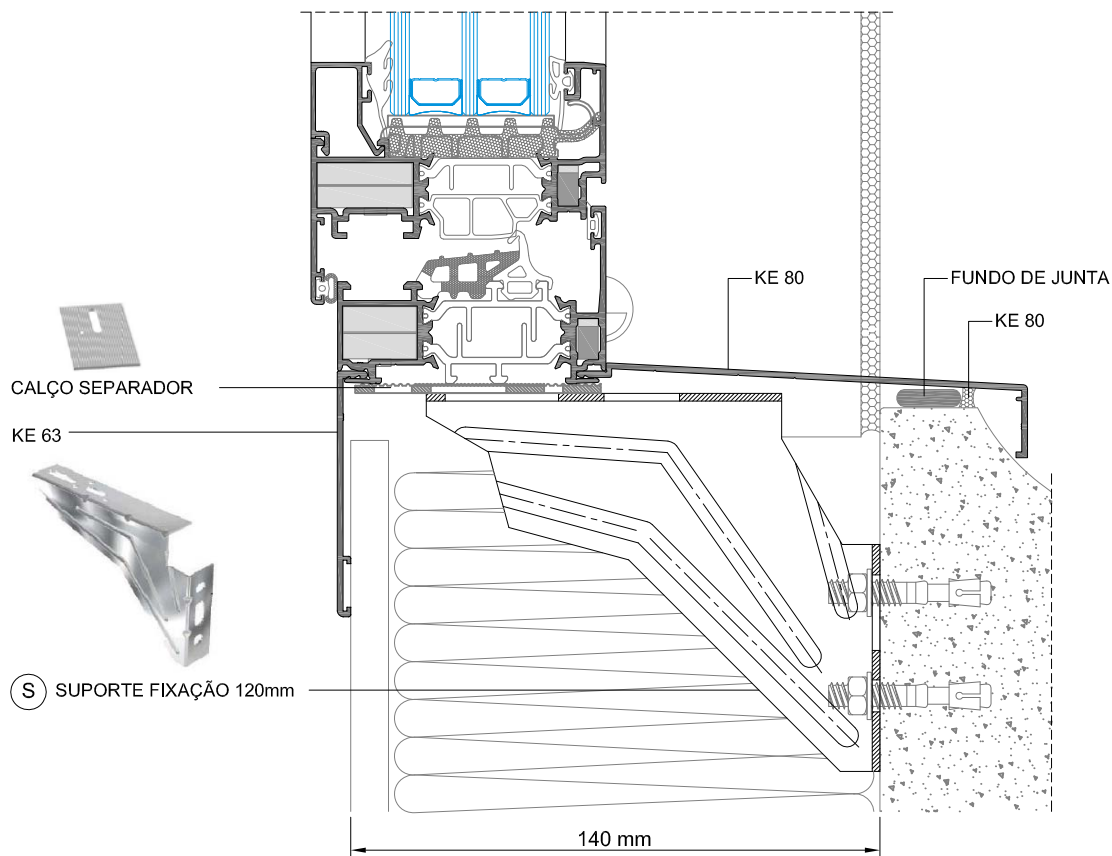 KE 80
FUNDO DE JUNTA
KE 80
CALÇO SEPARADOR
KE 63
S SUPORTE FIXAÇÃO 120mm
140 mm